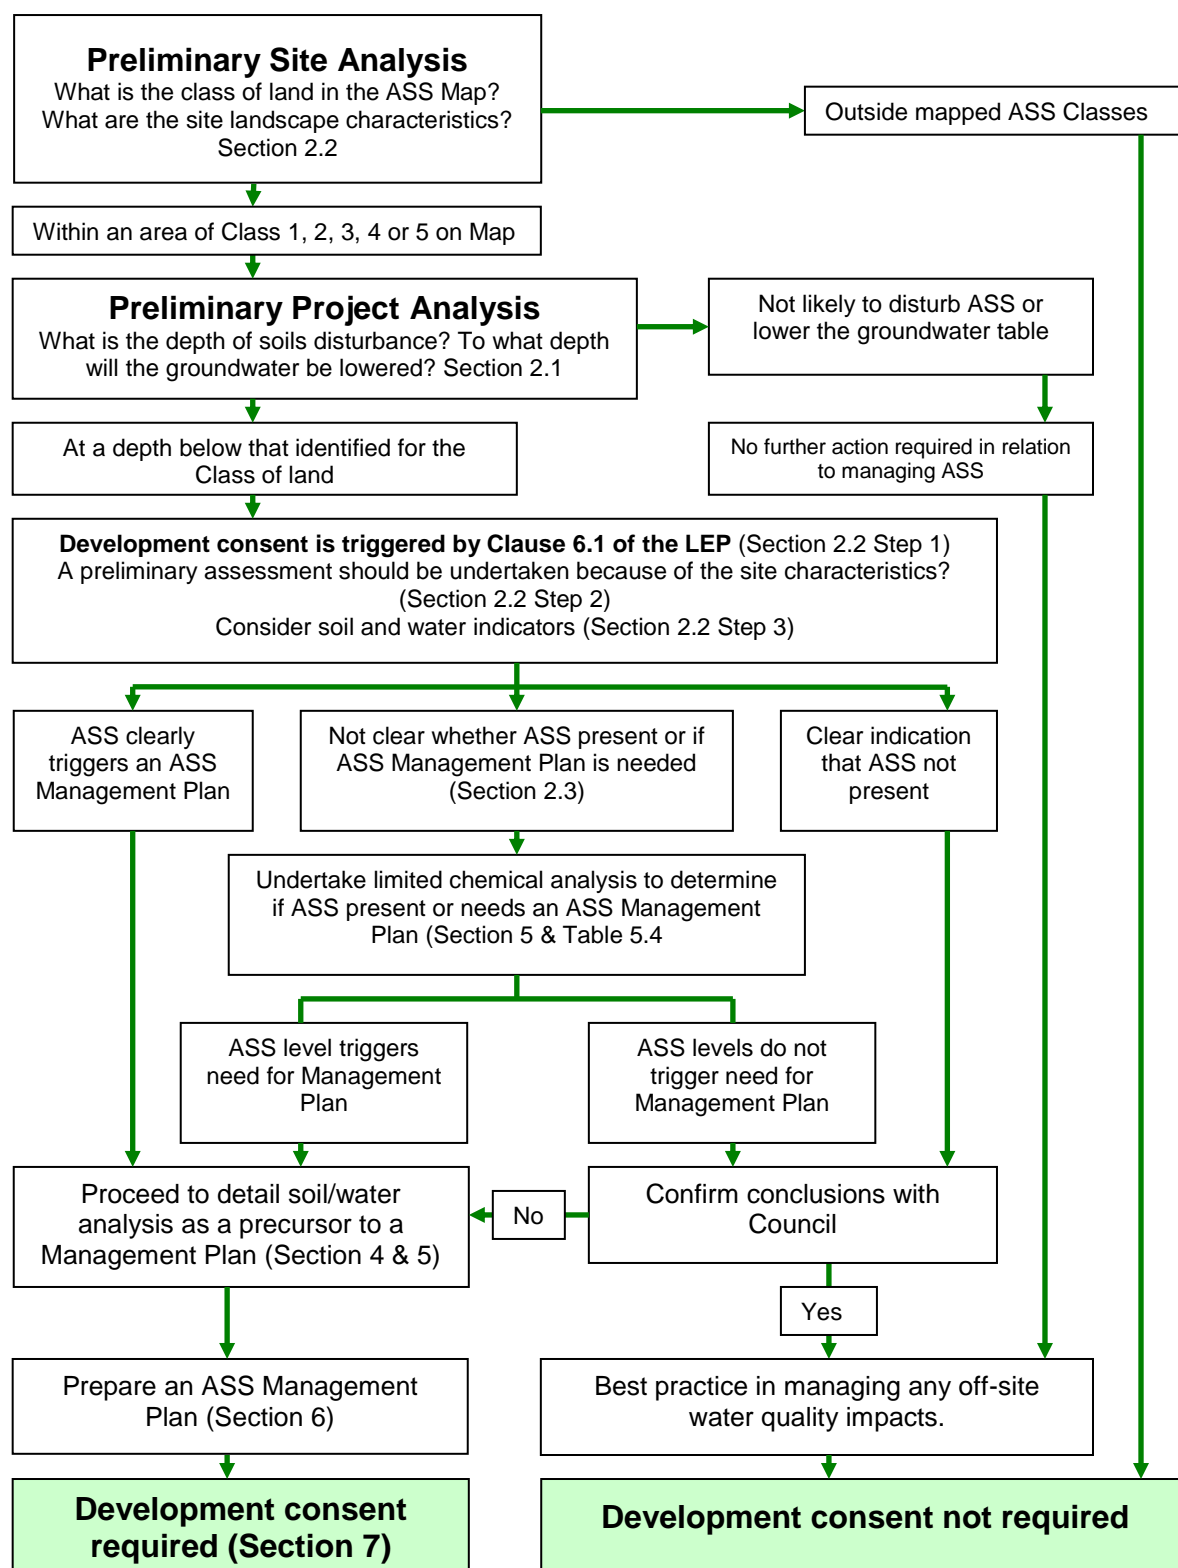 Preliminary Site Analysis
What is the class of land in the ASS Map?
What are the site landscape characteristics?
Section 2.2
Outside mapped ASS Classes
Within an area of Class 1, 2, 3, 4 or 5 on Map
Preliminary Project Analysis
What is the depth of soils disturbance? To what depth
will the groundwater be lowered? Section 2.1
Not likely to disturb ASS or
lower the groundwater table
At a depth below that identified for the
Class of land
No further action required in relation
to managing ASS
Development consent is triggered by Clause 6.1 of the LEP (Section 2.2 Step 1)
A preliminary assessment should be undertaken because of the site characteristics?
(Section 2.2 Step 2)
Consider soil and water indicators (Section 2.2 Step 3)
ASS clearly
triggers an ASS
Management Plan
Not clear whether ASS present or if
ASS Management Plan is needed
(Section 2.3)
Clear indication
that ASS not
present
Undertake limited chemical analysis to determine
if ASS present or needs an ASS Management
Plan (Section 5 & Table 5.4
ASS level triggers
need for Management
Plan
ASS levels do not
trigger need for
Management Plan
Proceed to detail soil/water
analysis as a precursor to a
Management Plan (Section 4 & 5)
No
Confirm conclusions with
Council
Yes
Prepare an ASS Management
Plan (Section 6)
Best practice in managing any off-site
water quality impacts.
Development consent
required (Section 7)
Development consent not required